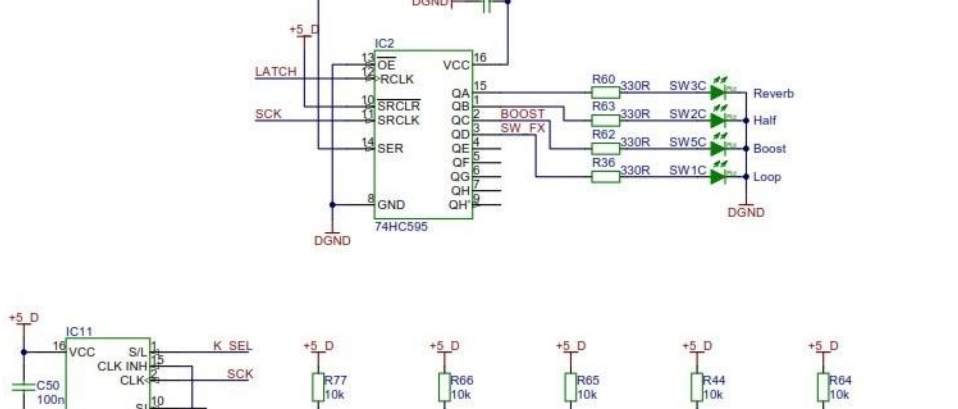 DGND
+5_D
IC2
13 OE VCC 16
LATCH 12 RCLK
QA 15 R60 330R SW3C Reverb
10 SRCLR QB 1 R63 330R SW2C Half
SCK 11 SRCLK QC 2 BOOST
QD 3 SW_FX
14 SER QE 4 R62 330R SW5C Boost
QF 5
QG 6 R36 330R SW1C Loop
QH 7
8 GND QH' 9
DGND
74HC595
DGND
+5_D
IC11
16 VCC S/L 1 K_SEL
CLK INH 15
CLK 2 SCK
C50
100n
10
+5_D +5_D +5_D +5_D +5_D
R77 R66 R65 R44 R64
10k 10k 10k 10k 10k